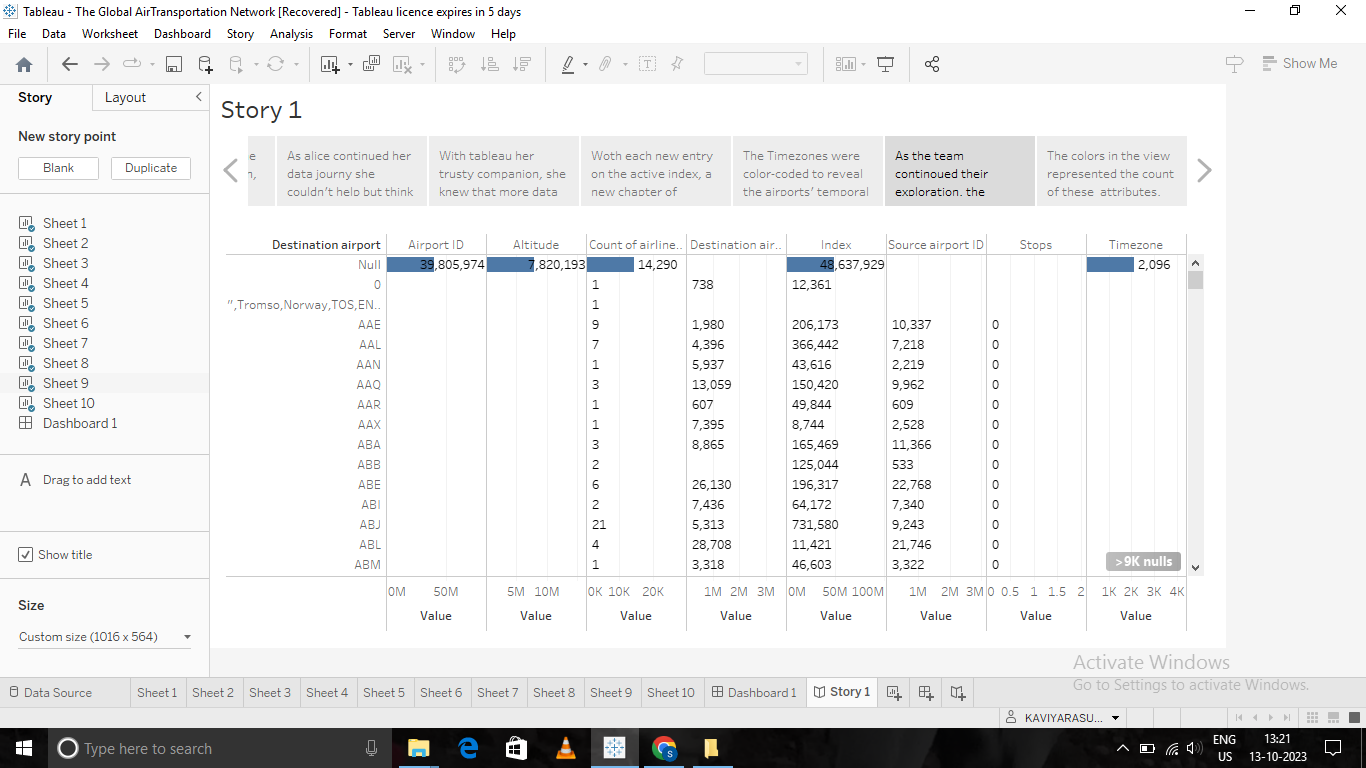 Tableau - The Global AirTransportation Network [Recovered] - Tableau licence expires in 5 days
File Data Worksheet Dashboard Story Analysis Format Server Window Help
Show Me
Story Layout
New story point
Blank Duplicate
Sheet 1
Sheet 2
Sheet 3
Sheet 4
Sheet 5
Sheet 6
Sheet 7
Sheet 8
Sheet 9
Sheet 10
Dashboard 1
A Drag to add text
Show title
Size
Custom size (1016 x 564)
Story 1
As alice continued her
data journy she
couldn't help but think
With tableau her
trusty companion, she
knew that more data
Woth each new entry
on the active index, a
new chapter of
The Timezones were
color-coded to reveal
the airports' temporal
As the team
continoued their
exploration, the
The colors in the view
represented the count
of these attributes.
Destination airport Airport ID Altitude Count of airline.. Destination air.. Index Source airport ID Stops Timezone
Null 39,805,974 7,820,193 14,290 48,637,929 2,096
0 1 738 12,361
",Tromso,Norway,TOS,EN.. 1
AAE 9 1,980 206,173 10,337 0
AAL 7 4,396 366,442 7,218 0
AAN 1 5,937 43,616 2,219 0
AAQ 3 13,059 150,420 9,962 0
AAR 1 607 49,844 609 0
AAX 1 7,395 8,744 2,528 0
ABA 3 8,865 165,469 11,366 0
ABB 2 125,044 533 0
ABE 6 26,130 196,317 22,768 0
ABI 2 7,436 64,172 7,340 0
ABJ 21 5,313 731,580 9,243 0
ABL 4 28,708 11,421 21,746 0
ABM 1 3,318 46,603 3,322 0
>9K nulls
0M 50M 5M 10M 0K 10K 20K 1M 2M 3M 0M 50M 100M 1M 2M 3M 0 0.5 1 1.5 2 1K 2K 3K 4K
Value Value Value Value Value Value Value Value
Activate Windows
Go to Settings to activate Windows.
Data Source Sheet 1 Sheet 2 Sheet 3 Sheet 4 Sheet 5 Sheet 6 Sheet 7 Sheet 8 Sheet 9 Sheet 10 Dashboard 1 Story 1
KAVIYARASU...
Type here to search
ENG
US
13:21
13-10-2023